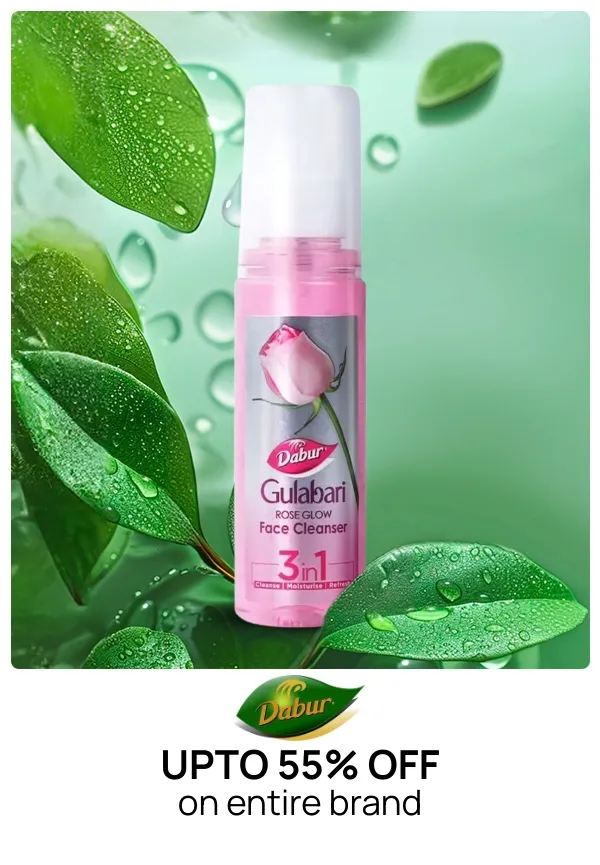 Dabur
Gulabari
ROSE GLOW
Face Cleanser
3in1
Cleanse | Moisturise | Refresh
Dabur
UPTO 55% OFF
on entire brand